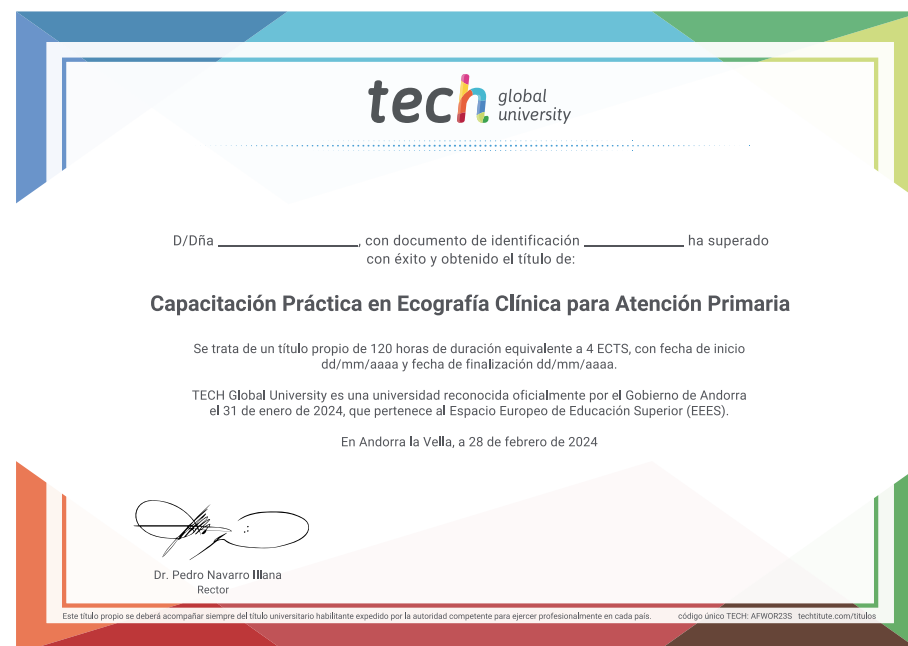 tech global university
D/Dña ____________________, con documento de identificación ______________ ha superado
con éxito y obtenido el título de:
Capacitación Práctica en Ecografía Clínica para Atención Primaria
Se trata de un título propio de 120 horas de duración equivalente a 4 ECTS, con fecha de inicio
dd/mm/aaaa y fecha de finalización dd/mm/aaaa.
TECH Global University es una universidad reconocida oficialmente por el Gobierno de Andorra
el 31 de enero de 2024, que pertenece al Espacio Europeo de Educación Superior (EEES).
En Andorra la Vella, a 28 de febrero de 2024
Dr. Pedro Navarro Illana
Rector
Este título propio se deberá acompañar siempre del título universitario habilitante expedido por la autoridad competente para ejercer profesionalmente en cada país. código único TECH: AFWOR23S techtitute.com/titulos